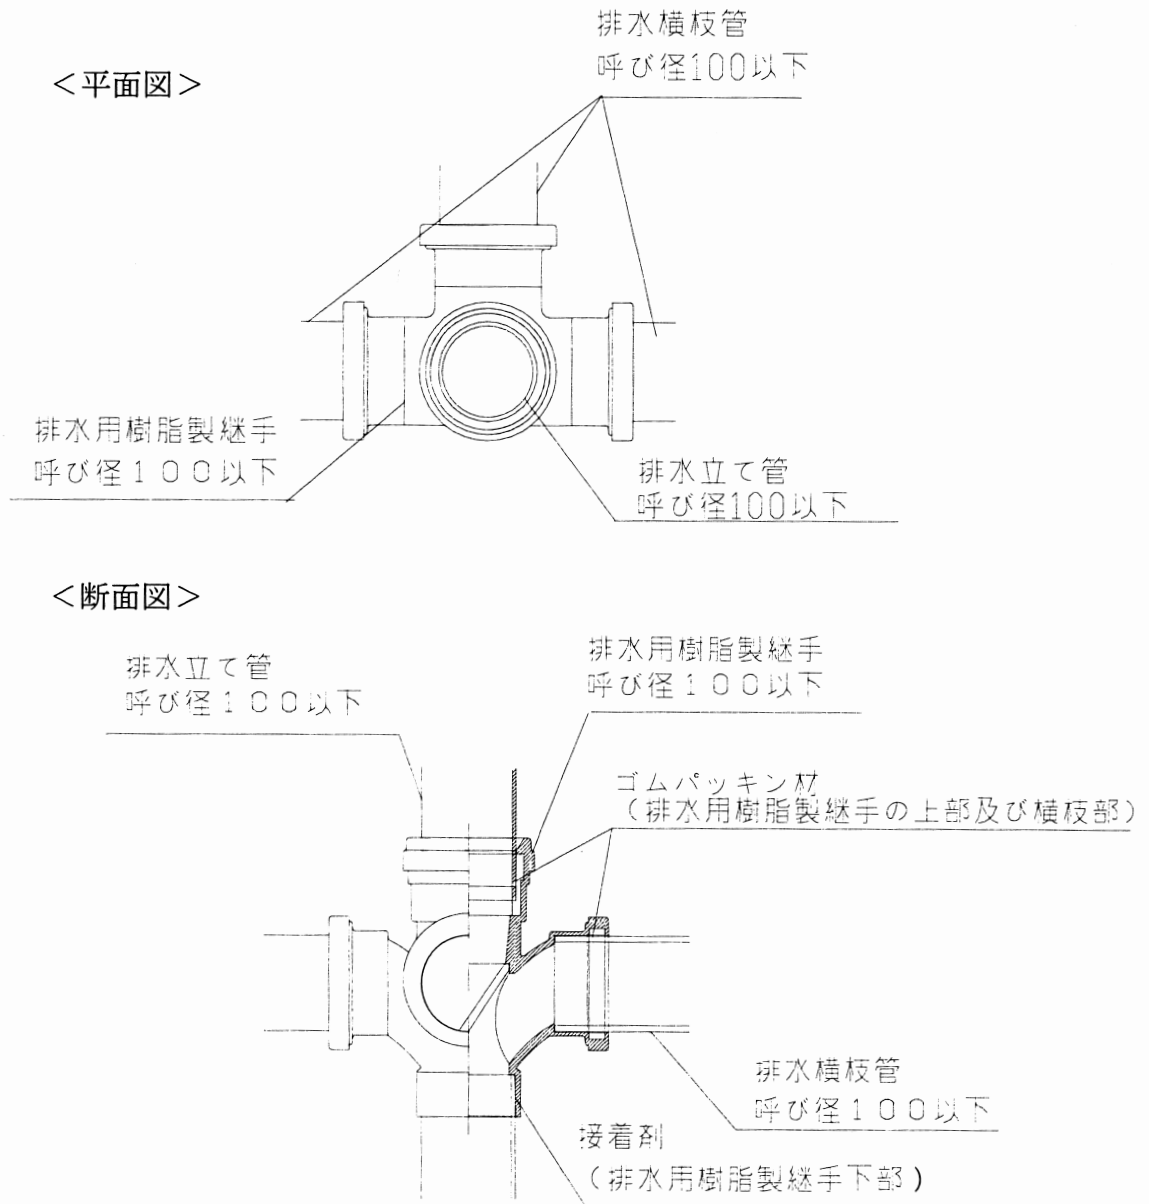 排水横枝管
呼び径100以下
＜平面図＞
排水用樹脂製継手
呼び径１００以下
排水立て管
呼び径100以下
＜断面図＞
排水立て管
呼び径１００以下
排水用樹脂製継手
呼び径１００以下
ゴムパッキン材
（排水用樹脂製継手の上部及び横枝部）
排水横枝管
呼び径１００以下
接着剤
（排水用樹脂製継手下部）